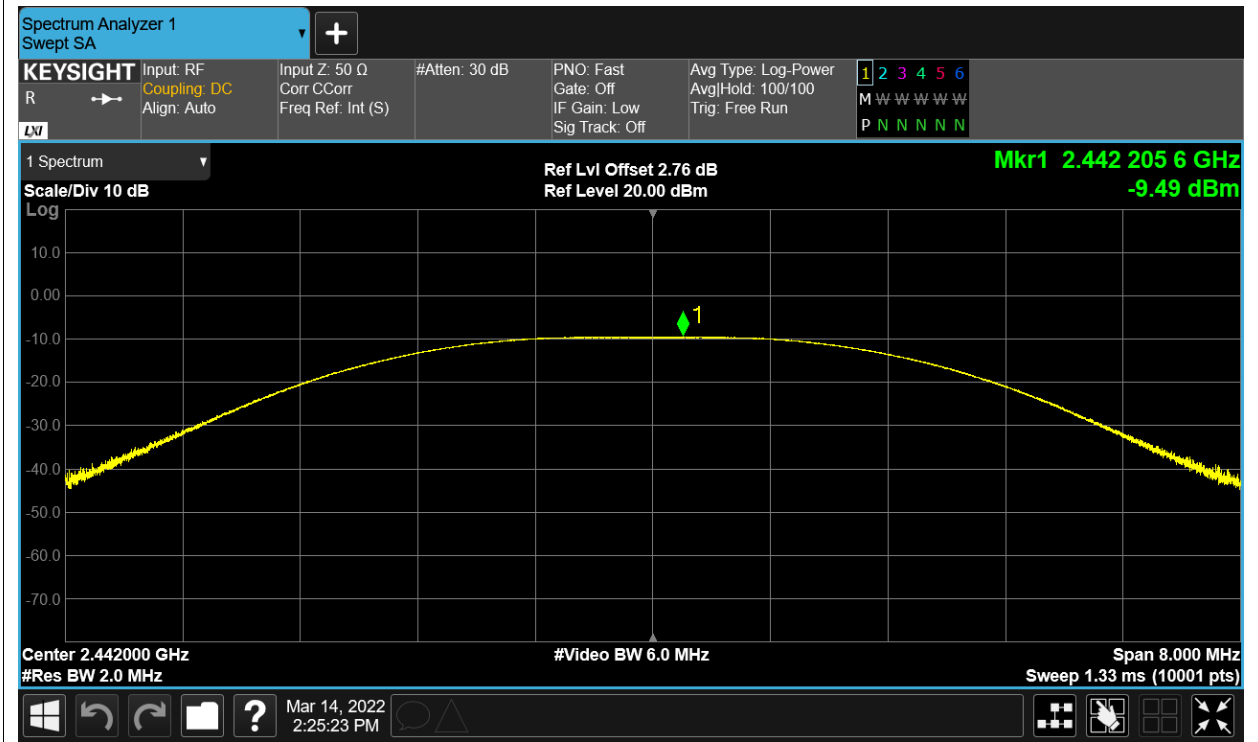 Spectrum Analyzer 1
Swept SA
+
KEYSIGHT
R
LXI
Input: RF
Coupling: DC
Align: Auto
Input Z: 50 Ω
Corr CCorr
Freq Ref: Int (S)
#Atten: 30 dB
PNO: Fast
Gate: Off
IF Gain: Low
Sig Track: Off
Avg Type: Log-Power
Avg|Hold: 100/100
Trig: Free Run
1 2 3 4 5 6
M W W W W W
P N N N N N
1 Spectrum
Scale/Div 10 dB
Log
Ref Lvl Offset 2.76 dB
Ref Level 20.00 dBm
Mkr1 2.442 205 6 GHz
-9.49 dBm
1
10.0
0.00
-10.0
-20.0
-30.0
-40.0
-50.0
-60.0
-70.0
Center 2.442000 GHz
#Res BW 2.0 MHz
#Video BW 6.0 MHz
Span 8.000 MHz
Sweep 1.33 ms (10001 pts)
?
Mar 14, 2022
2:25:23 PM